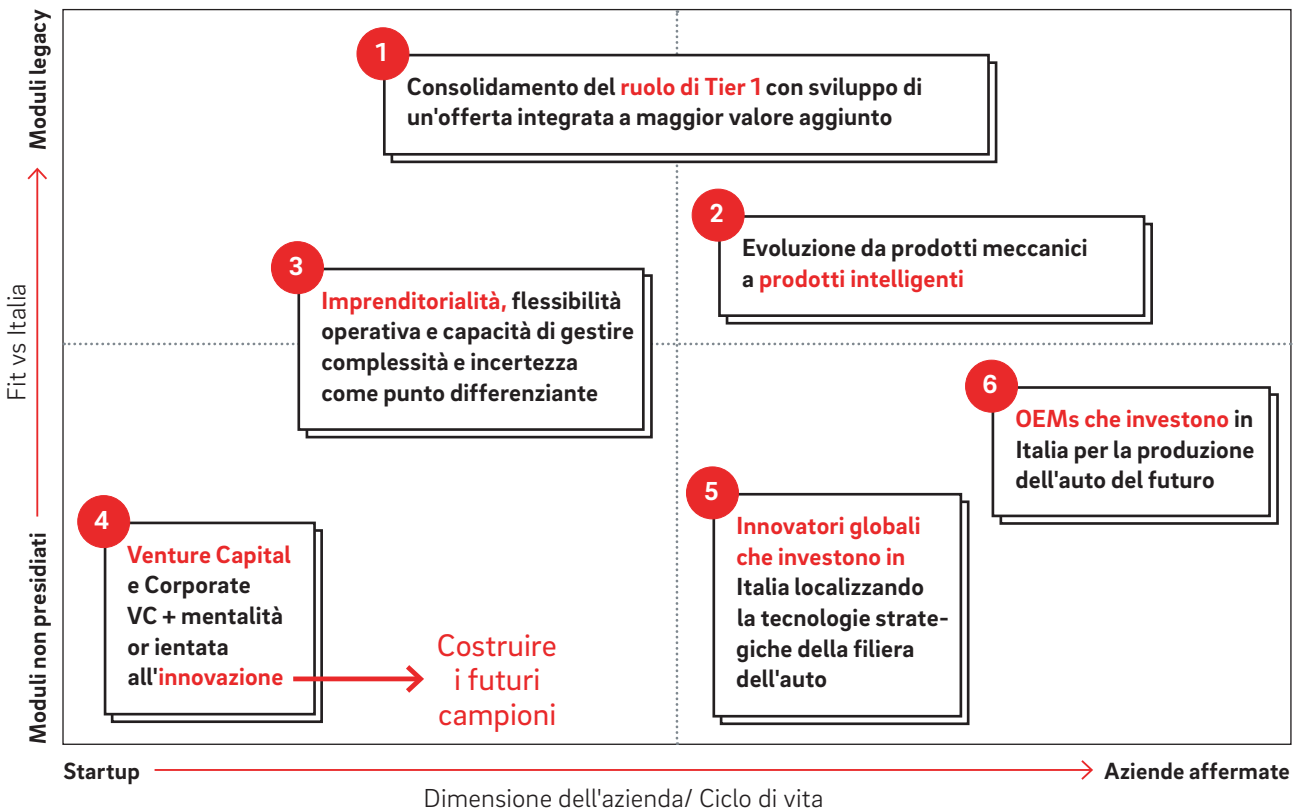 Moduli legacy
Fit vs Italia
Moduli non presidiati
1
Consolidamento del ruolo di Tier 1 con sviluppo di
un'offerta integrata a maggior valore aggiunto
2
Evoluzione da prodotti meccanici
a prodotti intelligenti
3
Imprenditorialità, flessibilità
operativa e capacità di gestire
complessità e incertezza
come punto differenziante
6
OEMs che investono in
Italia per la produzione
dell'auto del futuro
4
Venture Capital
e Corporate
VC + mentalità
or ientata
all'innovazione
Costruire
i futuri
campioni
5
Innovatori globali
che investono in
Italia localizzando
la tecnologie strate-
giche della filiera
dell'auto
Startup
Aziende affermate
Dimensione dell'azienda/ Ciclo di vita